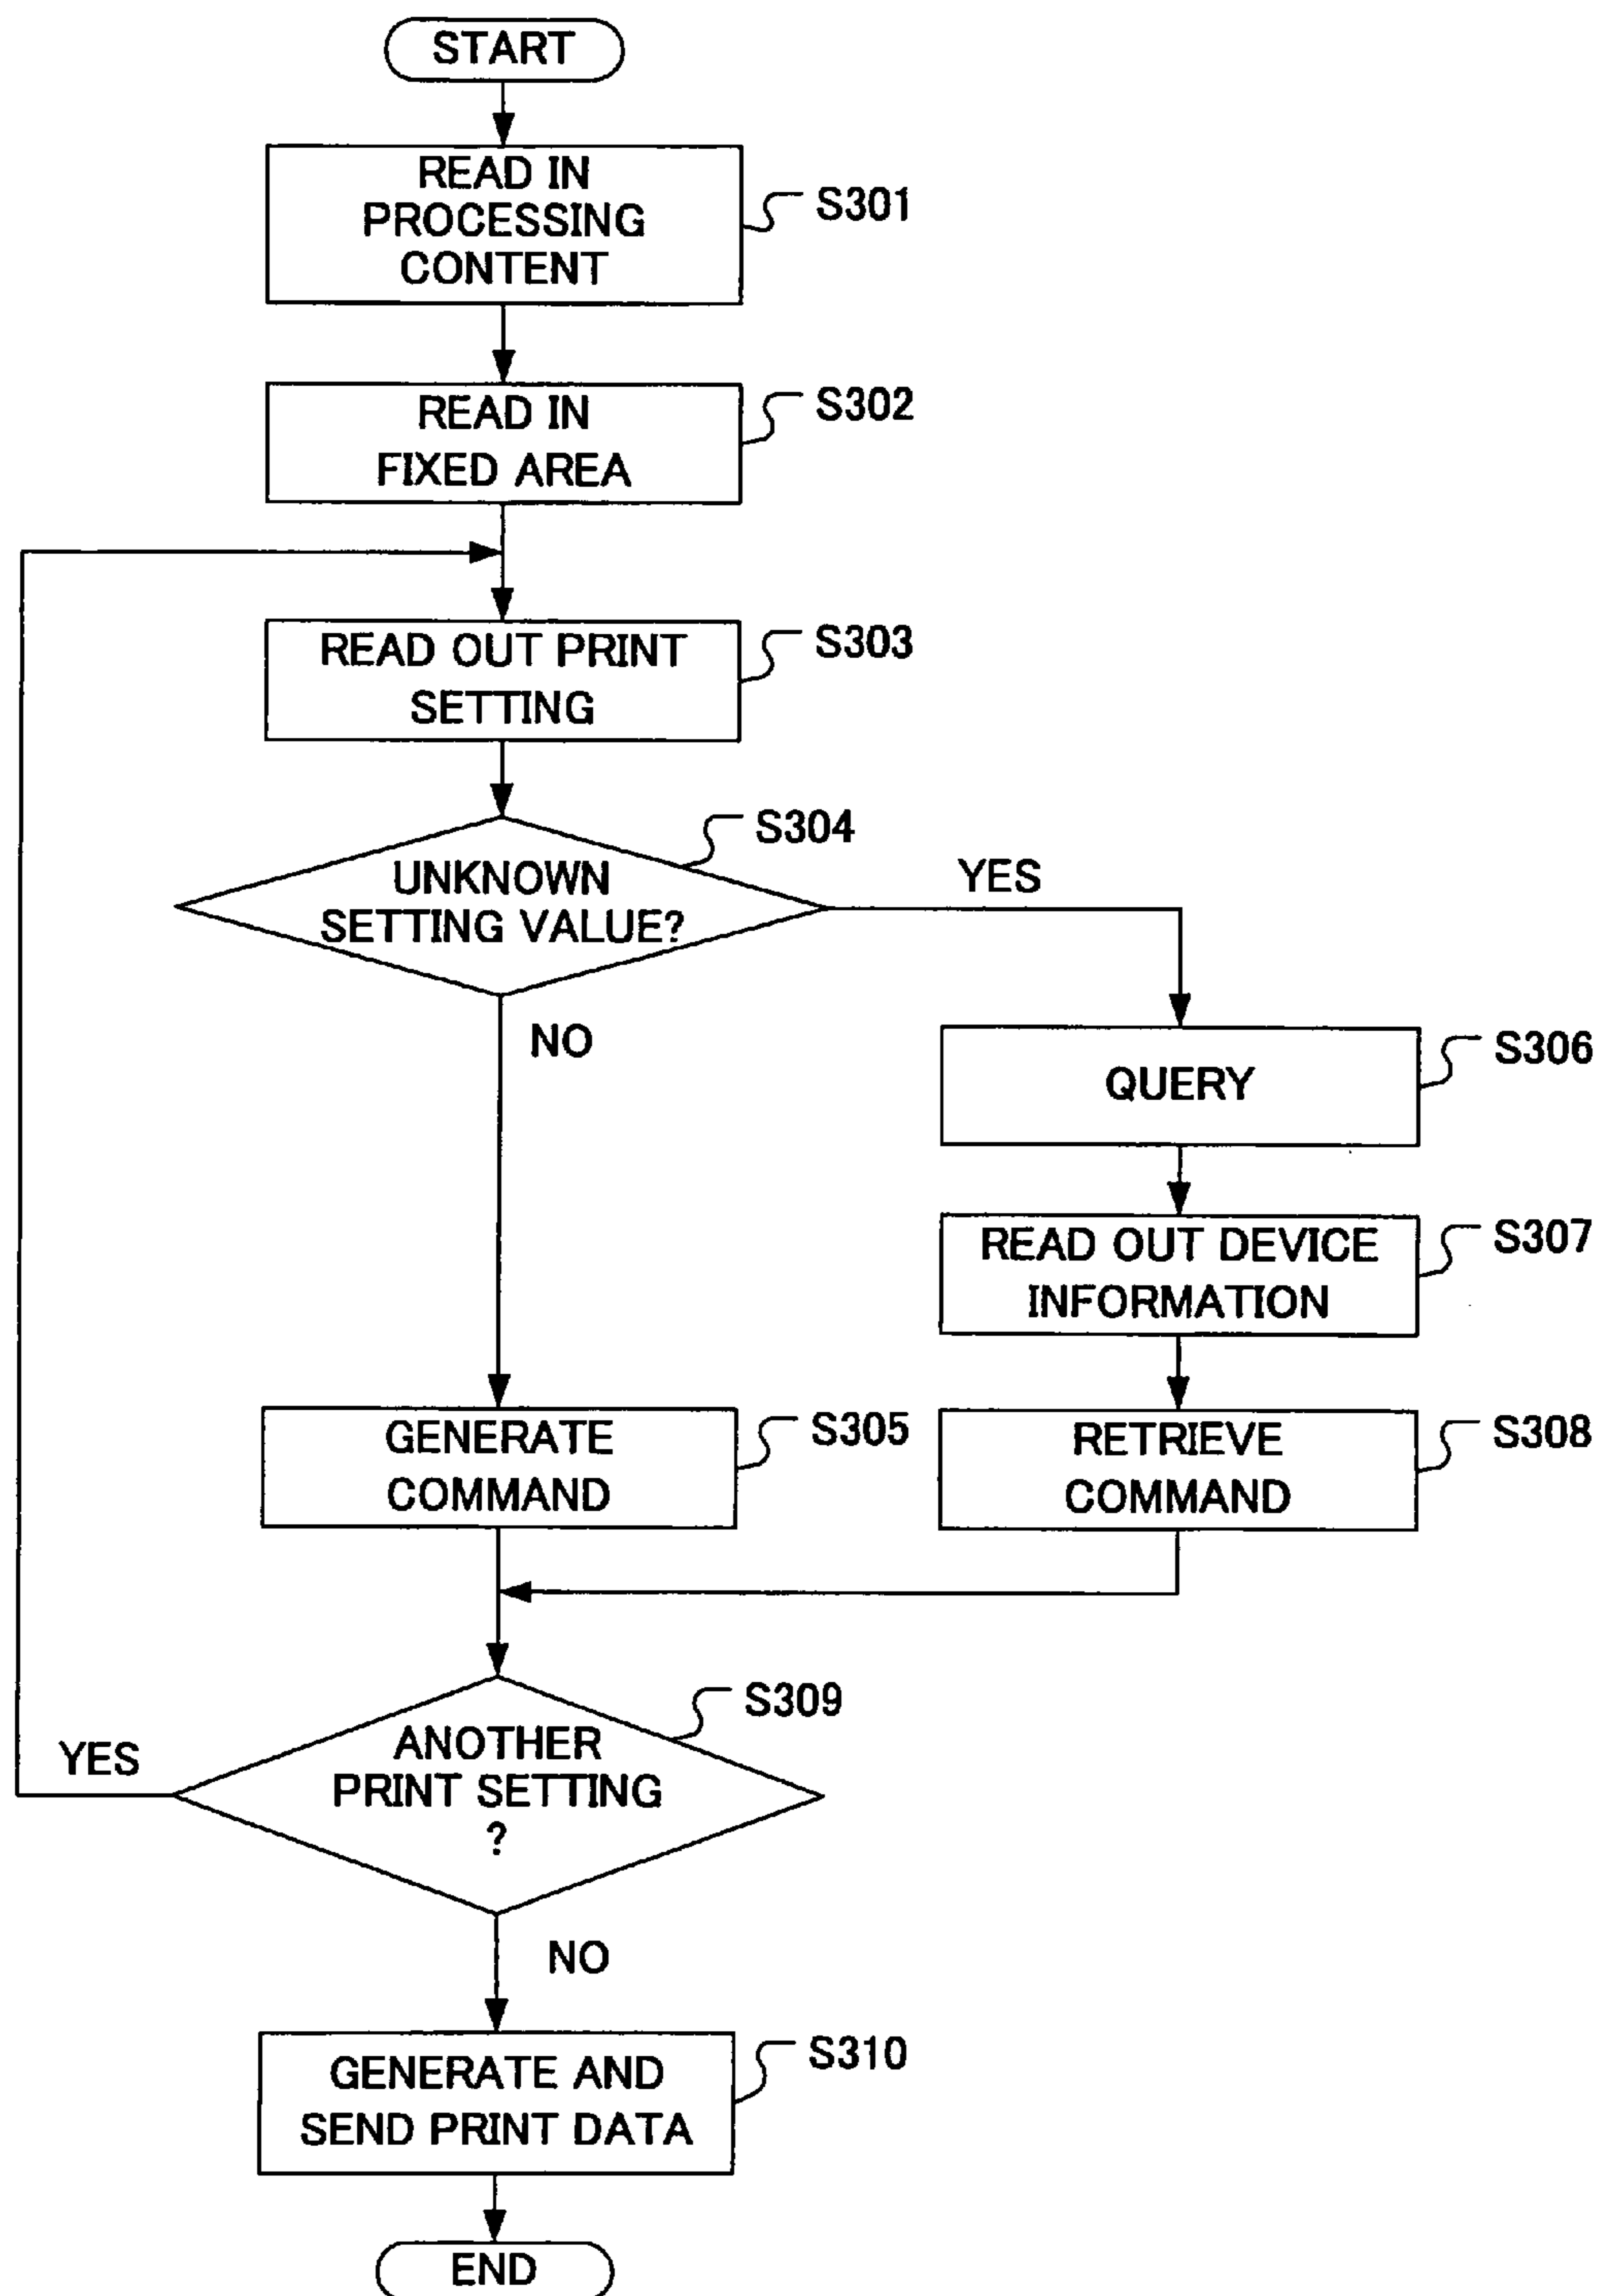 START
READ IN
PROCESSING
CONTENT
S301
READ IN
FIXED AREA
S302
READ OUT PRINT
SETTING
S303
S304
UNKNOWN
SETTING VALUE?
YES
NO
QUERY
S306
READ OUT DEVICE
INFORMATION
S307
GENERATE
COMMAND
S305
RETRIEVE
COMMAND
S308
S309
ANOTHER
PRINT SETTING
?
YES
NO
GENERATE AND
SEND PRINT DATA
S310
END